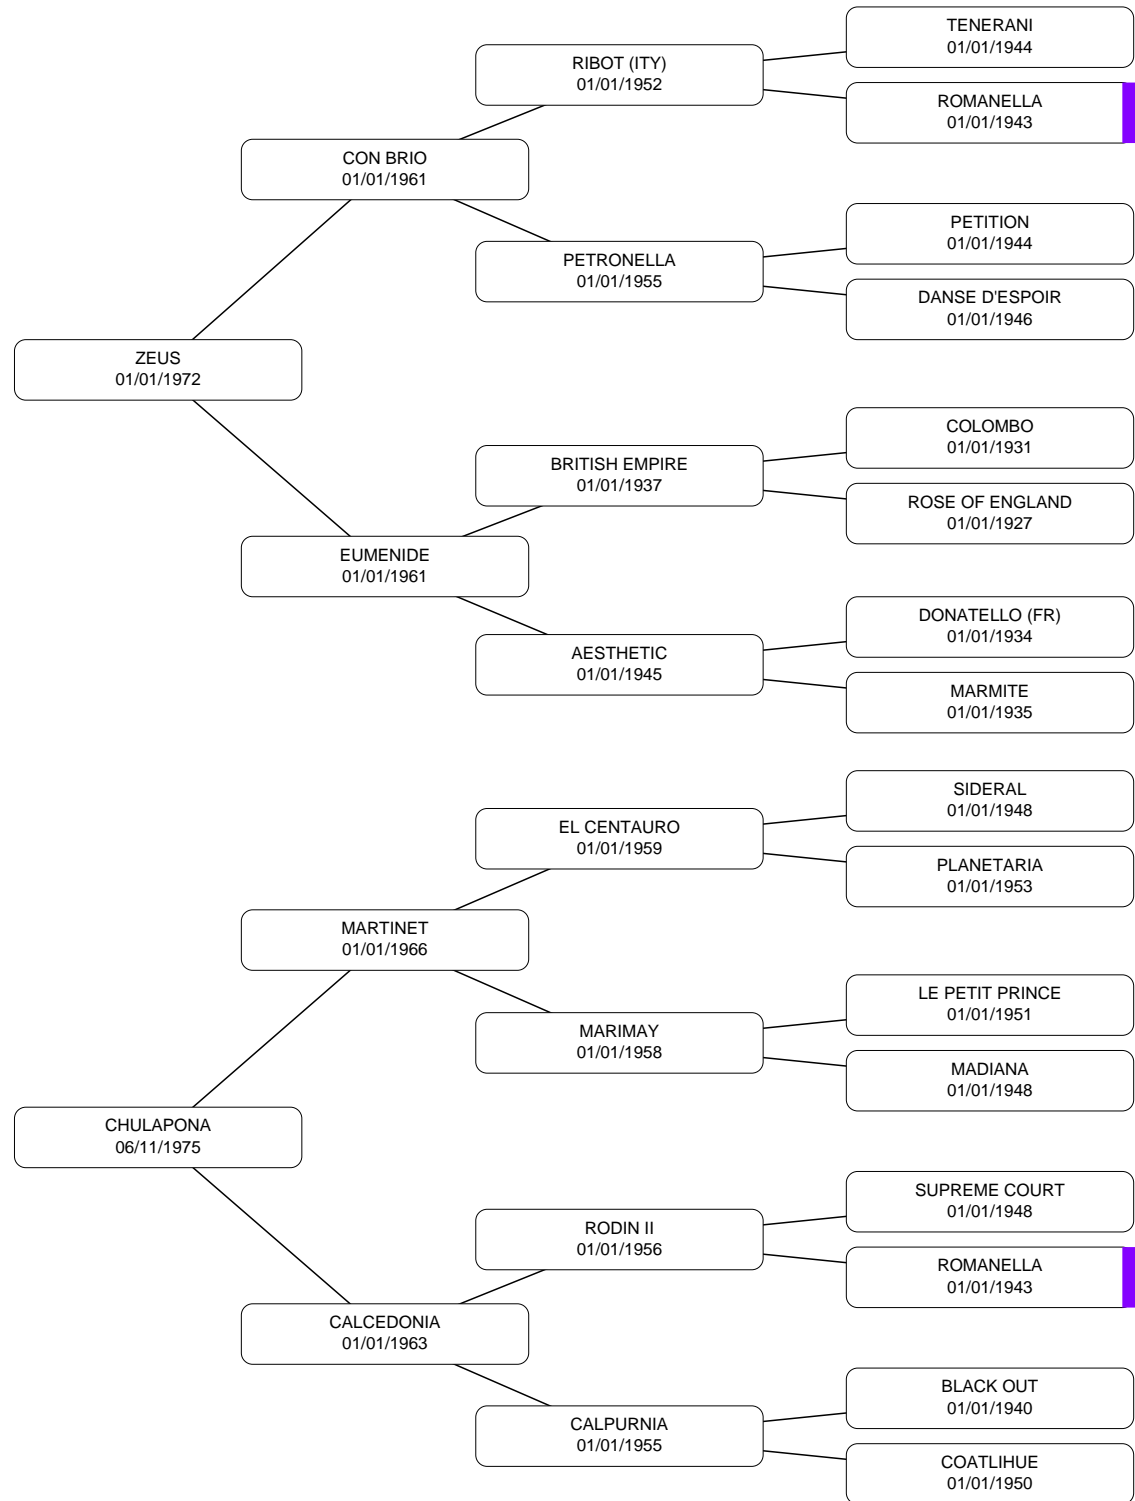 TENERANI
01/01/1944
RIBOT (ITY)
01/01/1952
ROMANELLA
01/01/1943
CON BRIO
01/01/1961
PETITION
01/01/1944
PETRONELLA
01/01/1955
DANSE D'ESPOIR
01/01/1946
ZEUS
01/01/1972
COLOMBO
01/01/1931
BRITISH EMPIRE
01/01/1937
ROSE OF ENGLAND
01/01/1927
EUMENIDE
01/01/1961
DONATELLO (FR)
01/01/1934
AESTHETIC
01/01/1945
MARMITE
01/01/1935
SIDERAL
01/01/1948
EL CENTAURO
01/01/1959
PLANETARIA
01/01/1953
MARTINET
01/01/1966
LE PETIT PRINCE
01/01/1951
MARIMAY
01/01/1958
MADIANA
01/01/1948
CHULAPONA
06/11/1975
SUPREME COURT
01/01/1948
RODIN II
01/01/1956
ROMANELLA
01/01/1943
CALCEDONIA
01/01/1963
BLACK OUT
01/01/1940
CALPURNIA
01/01/1955
COATLIHUE
01/01/1950